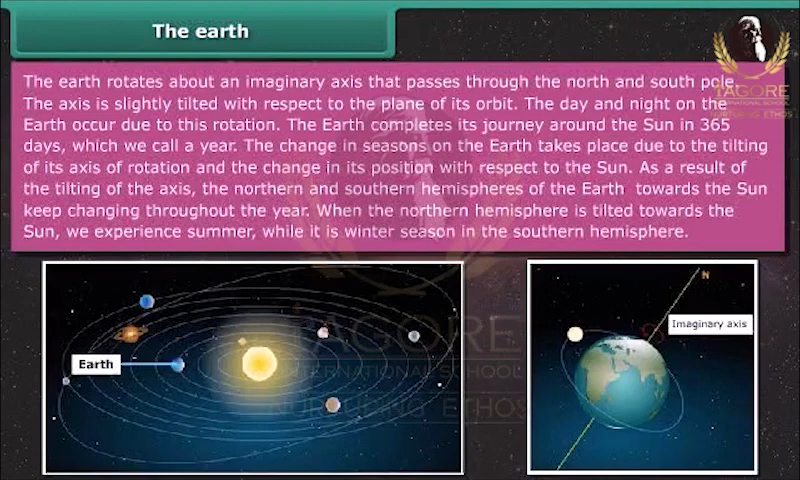 The earth
The earth rotates about an imaginary axis that passes through the north and south pole.
The axis is slightly tilted with respect to the plane of its orbit. The day and night on the
Earth occur due to this rotation. The Earth completes its journey around the Sun in 365
days, which we call a year. The change in seasons on the Earth takes place due to the tilting
of its axis of rotation and the change in its position with respect to the Sun. As a result of
the tilting of the axis, the northern and southern hemispheres of the Earth  towards the Sun
keep changing throughout the year. When the northern hemisphere is tilted towards the
Sun, we experience summer, while it is winter season in the southern hemisphere.
TAGORE
INTERNATIONAL SCHOOL
NURTURING ETHOS
Earth
N
Imaginary axis
TAGORE
INTERNATIONAL SCHOOL
NURTURING ETHOS